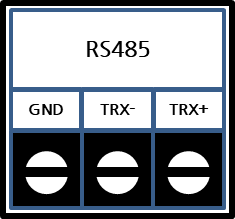 RS485
GND TRX- TRX+